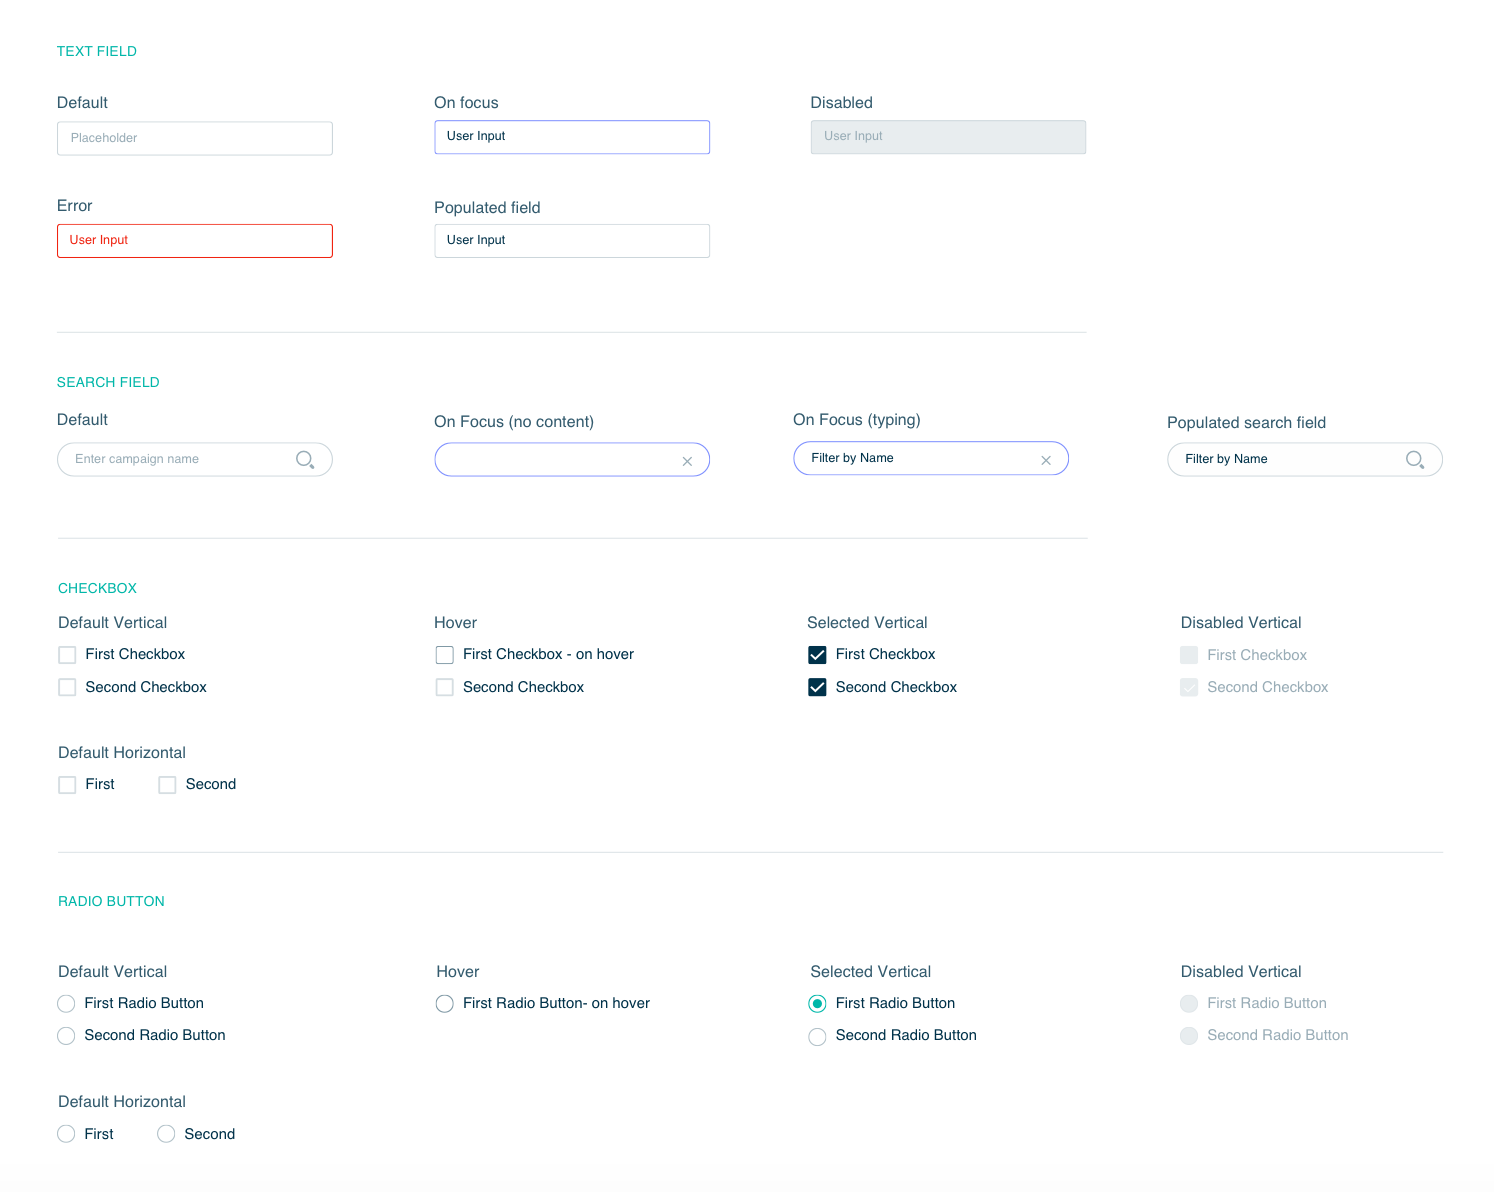 TEXT FIELD
Default
On focus
Disabled
Placeholder
User Input
User Input
Error
Populated field
User Input
User Input
SEARCH FIELD
Default
On Focus (no content)
On Focus (typing)
Populated search field
Enter campaign name
Filter by Name
Filter by Name
CHECKBOX
Default Vertical
Hover
Selected Vertical
Disabled Vertical
First Checkbox
First Checkbox - on hover
First Checkbox
First Checkbox
Second Checkbox
Second Checkbox
Second Checkbox
Second Checkbox
Default Horizontal
First
Second
RADIO BUTTON
Default Vertical
Hover
Selected Vertical
Disabled Vertical
First Radio Button
First Radio Button- on hover
First Radio Button
First Radio Button
Second Radio Button
Second Radio Button
Second Radio Button
Default Horizontal
First
Second